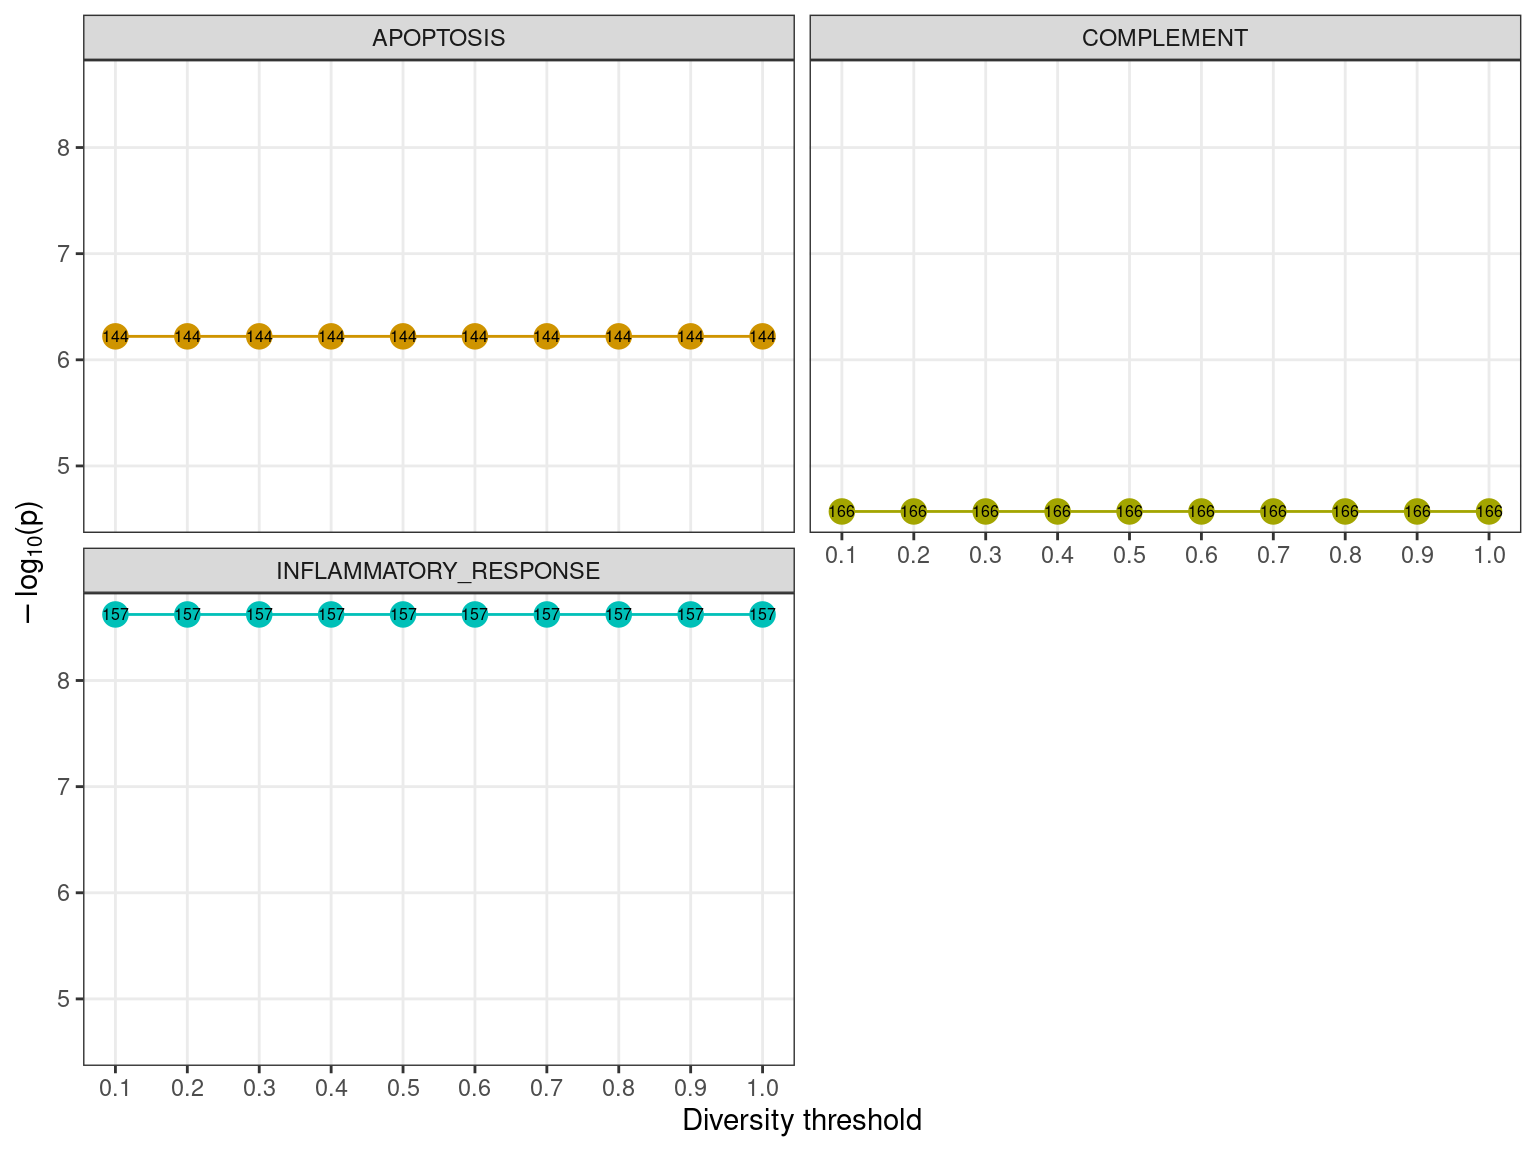 APOPTOSIS
COMPLEMENT
8
7
6
5
144 144 144 144 144 144 144 144 144 144
166 166 166 166 166 166 166 166 166 166
0.1 0.2 0.3 0.4 0.5 0.6 0.7 0.8 0.9 1.0
− log₁₀(p)
INFLAMMATORY_RESPONSE
157 157 157 157 157 157 157 157 157 157
8
7
6
5
0.1 0.2 0.3 0.4 0.5 0.6 0.7 0.8 0.9 1.0
Diversity threshold